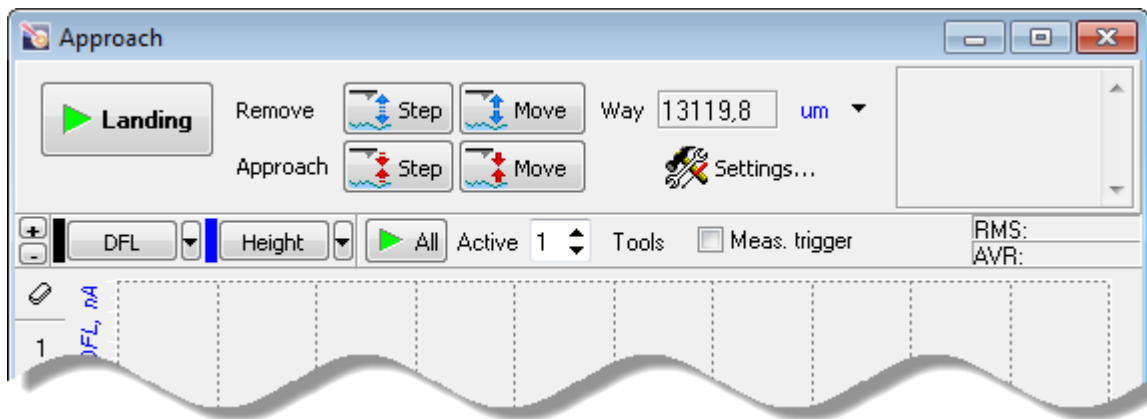 Approach
Landing Remove Step Move Way 13119,8 um
Approach Step Move Settings...
+
-
DFL Height All Active 1 Tools Meas. trigger
RMS:
AVR:
DFL, nA
1